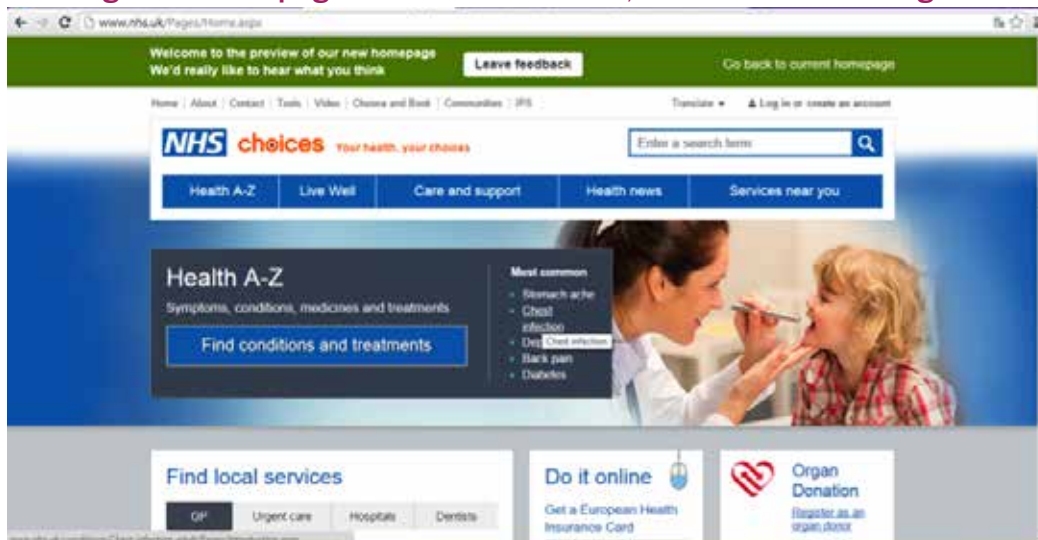 www.nhs.uk/Pages/Home.aspx
Welcome to the preview of our new homepage
We'd really like to hear what you think
Leave feedback
Go back to current homepage
Home | About | Contact | Tools | Video | Choose and Book | Communities | IPS
Translate
Log in or create an account
NHS choices Your health, your choices
Enter a search term
Health A-Z
Live Well
Care and support
Health news
Services near you
Health A-Z
Symptoms, conditions, medicines and treatments
Find conditions and treatments
Most common
Stomach ache
Chest
infection
Chest infection
Back pain
Diabetes
Find local services
GP
Urgent care
Hospitals
Dentists
Do it online
Get a European Health
Insurance Card
Organ
Donation
Register as an
organ donor